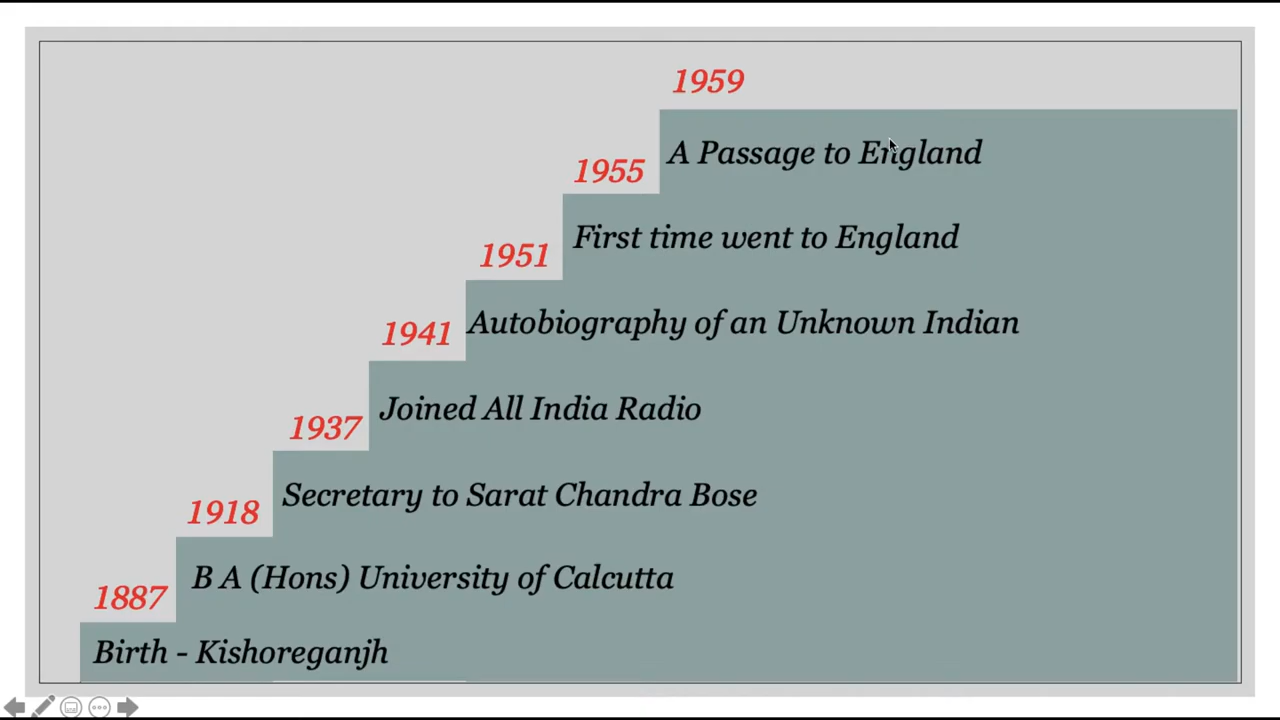 1959
A Passage to England
1955
First time went to England
1951
Autobiography of an Unknown Indian
1941
Joined All India Radio
1937
Secretary to Sarat Chandra Bose
1918
B A (Hons) University of Calcutta
1887
Birth - Kishoreganjh